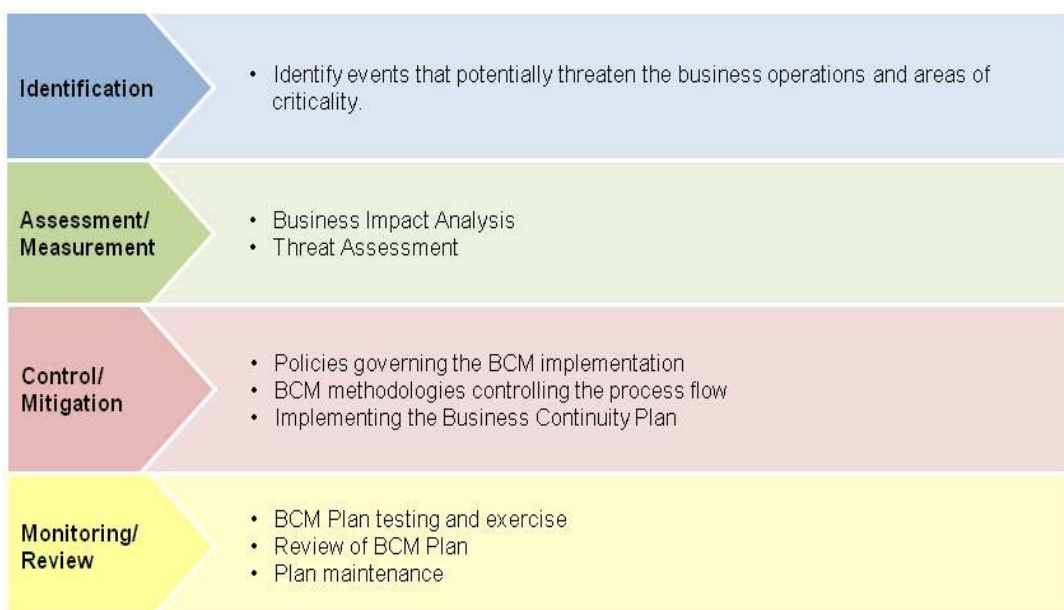 Identification
• Identify events that potentially threaten the business operations and areas of
criticality.
Assessment/
Measurement
• Business Impact Analysis
• Threat Assessment
Control/
Mitigation
• Policies governing the BCM implementation
• BCM methodologies controlling the process flow
• Implementing the Business Continuity Plan
Monitoring/
Review
• BCM Plan testing and exercise
• Review of BCM Plan
• Plan maintenance